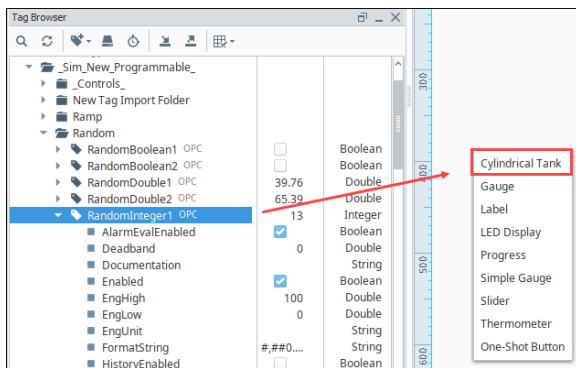 Tag Browser
_Sim_New_Programmable_
_Controls_
New Tag Import Folder
Ramp
Random
RandomBoolean1 OPC Boolean
RandomBoolean2 OPC Boolean
RandomDouble1 OPC 39.76 Double
RandomDouble2 OPC 65.39 Double
RandomInteger1 OPC 13 Integer
AlarmEvalEnabled Boolean
Deadband 0 Double
Documentation String
Enabled Boolean
EngHigh 100 Double
EngLow 0 Double
EngUnit String
FormatString #,##0.... String
HistoryEnabled Boolean
300
400
500
600
Cylindrical Tank
Gauge
Label
LED Display
Progress
Simple Gauge
Slider
Thermometer
One-Shot Button